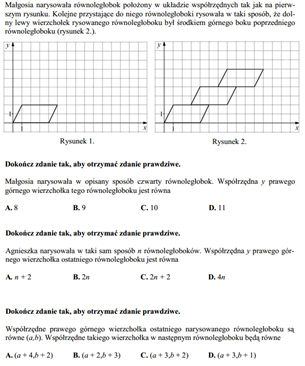 Małgosia narysowała równoległobok położony w układzie współrzędnych tak jak na pierw-
szym rysunku. Kolejne przystające do niego równoległoboki rysowała w taki sposób, że dol-
ny lewy wierzchołek rysowanego równoległoboku był środkiem górnego boku poprzedniego
równoległoboku (rysunek 2.).
y y
1 1
1 x 1 x
Rysunek 1. Rysunek 2.
Dokończ zdanie tak, aby otrzymać zdanie prawdziwe.
Małgosia narysowała w opisany sposób czwarty równoległobok. Współrzędna y prawego
górnego wierzchołka tego równoległoboku jest równa
A. 8 B. 9 C. 10 D. 11
Dokończ zdanie tak, aby otrzymać zdanie prawdziwe.
Agnieszka narysowała w taki sam sposób n równoległoboków. Współrzędna y prawego gór-
nego wierzchołka ostatniego równoległoboku jest równa
A. n + 2 B. 2n C. 2n + 2 D. 4n
Dokończ zdanie tak, aby otrzymać zdanie prawdziwe.
Współrzędne prawego górnego wierzchołka ostatniego narysowanego równoległoboku są
równe (a,b). Współrzędne takiego wierzchołka w następnym równoległoboku będą równe
A. (a + 4,b + 2) B. (a + 2,b + 3) C. (a + 3,b + 2) D. (a + 3,b + 1)